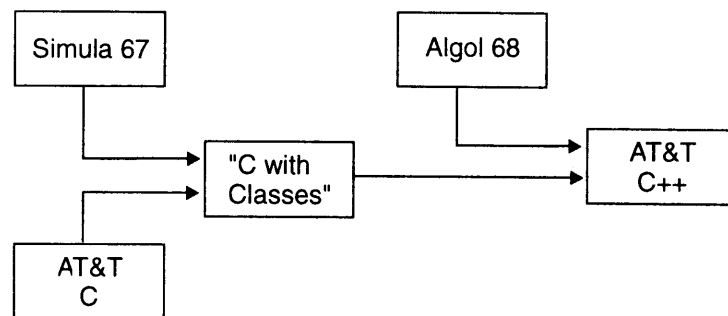 Simula 67
Algol 68
"C with
Classes"
AT&T
C++
AT&T
C